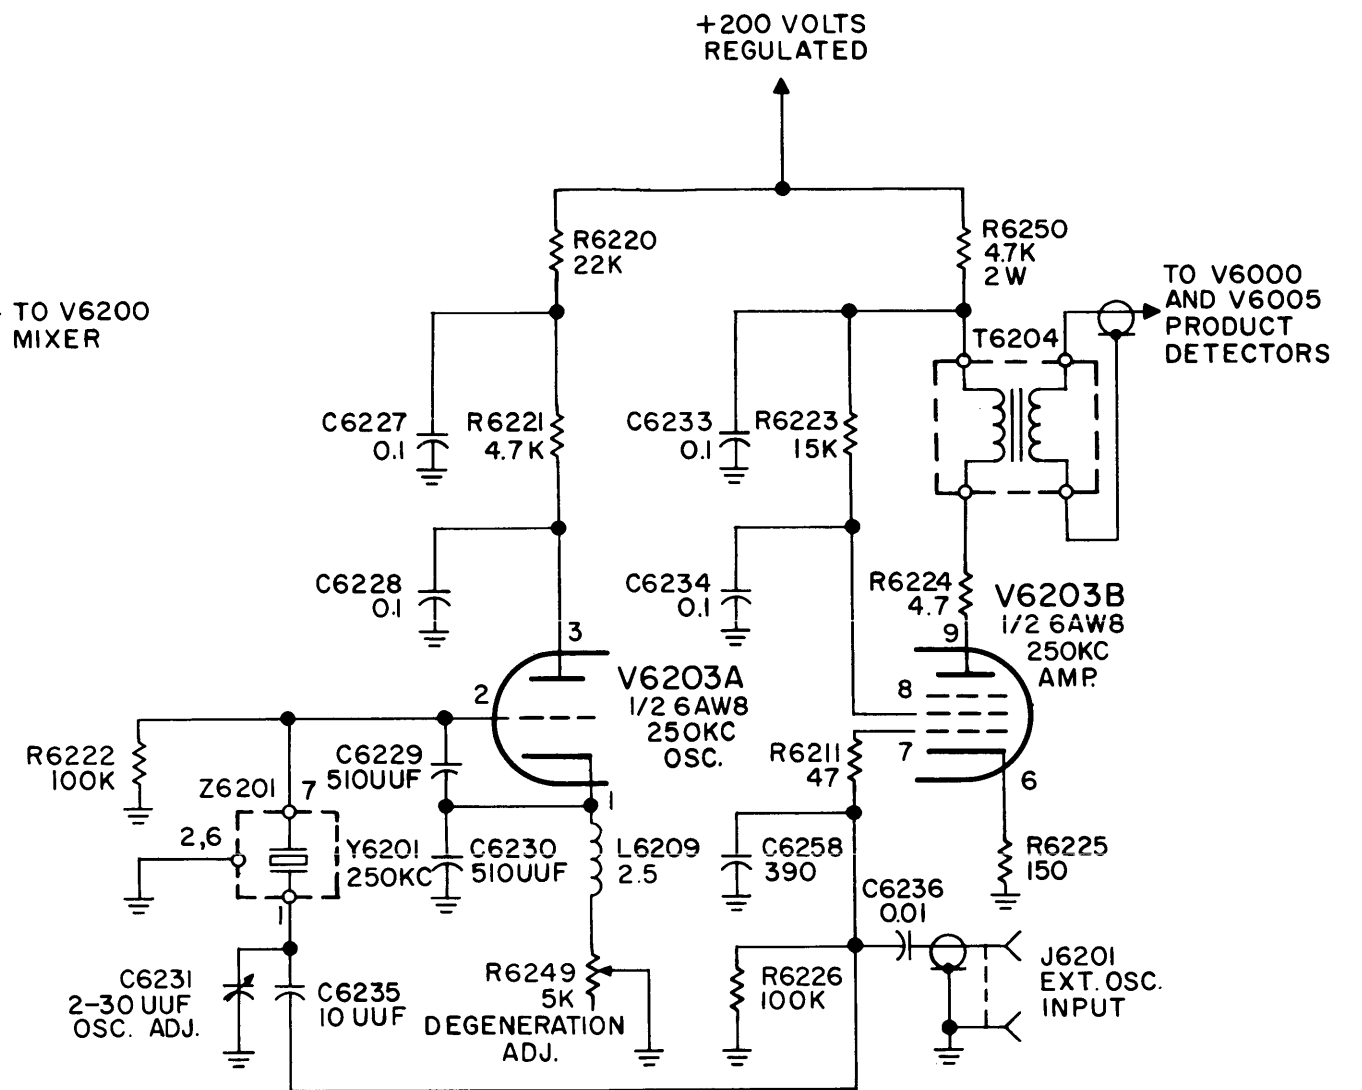 +200 VOLTS
REGULATED
R6220
22K
R6250
4.7K
2W
TO V6200
MIXER
TO V6000
AND V6005
PRODUCT
DETECTORS
T6204
C6227
0.1
R6221
4.7K
C6233
0.1
R6223
15K
C6228
0.1
C6234
0.1
R6224
4.7
V6203B
1/2 6AW8
250KC
AMP.
3
9
V6203A
1/2 6AW8
250KC
OSC.
2
8
7
6
1
R6222
100K
C6229
510UUF
R6211
47
Z6201
7
2,6
Y6201
250KC
1
C6230
510UUF
L6209
2.5
C6258
390
R6225
150
C6236
0.01
C6231
2-30 UUF
OSC. ADJ.
C6235
10 UUF
R6249
5K
DEGENERATION
ADJ.
R6226
100K
J6201
EXT. OSC.
INPUT